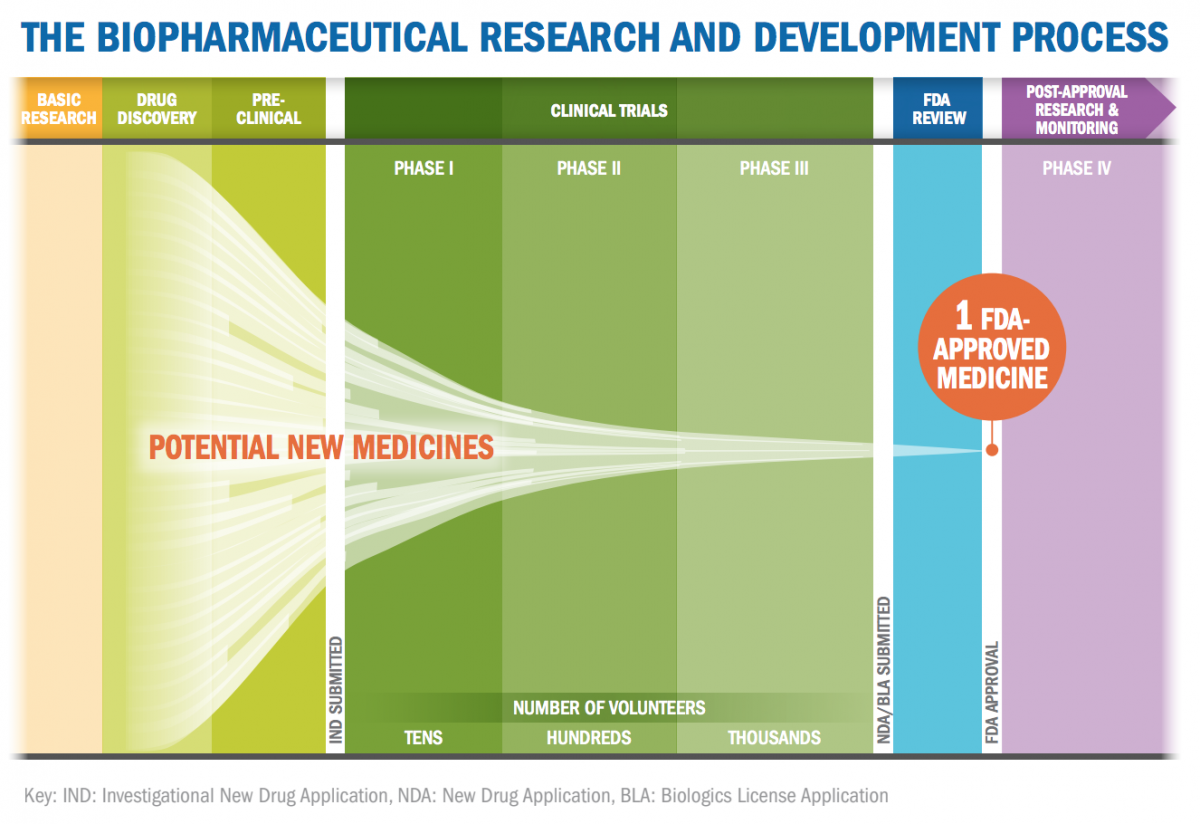 THE BIOPHARMACEUTICAL RESEARCH AND DEVELOPMENT PROCESS
BASIC
RESEARCH
DRUG
DISCOVERY
PRE-
CLINICAL
CLINICAL TRIALS
FDA
REVIEW
POST-APPROVAL
RESEARCH &
MONITORING
PHASE I
PHASE II
PHASE III
PHASE IV
1 FDA-
APPROVED
MEDICINE
POTENTIAL NEW MEDICINES
IND SUBMITTED
NDA/BLA SUBMITTED
FDA APPROVAL
NUMBER OF VOLUNTEERS
TENS
HUNDREDS
THOUSANDS
Key: IND: Investigational New Drug Application, NDA: New Drug Application, BLA: Biologics License Application